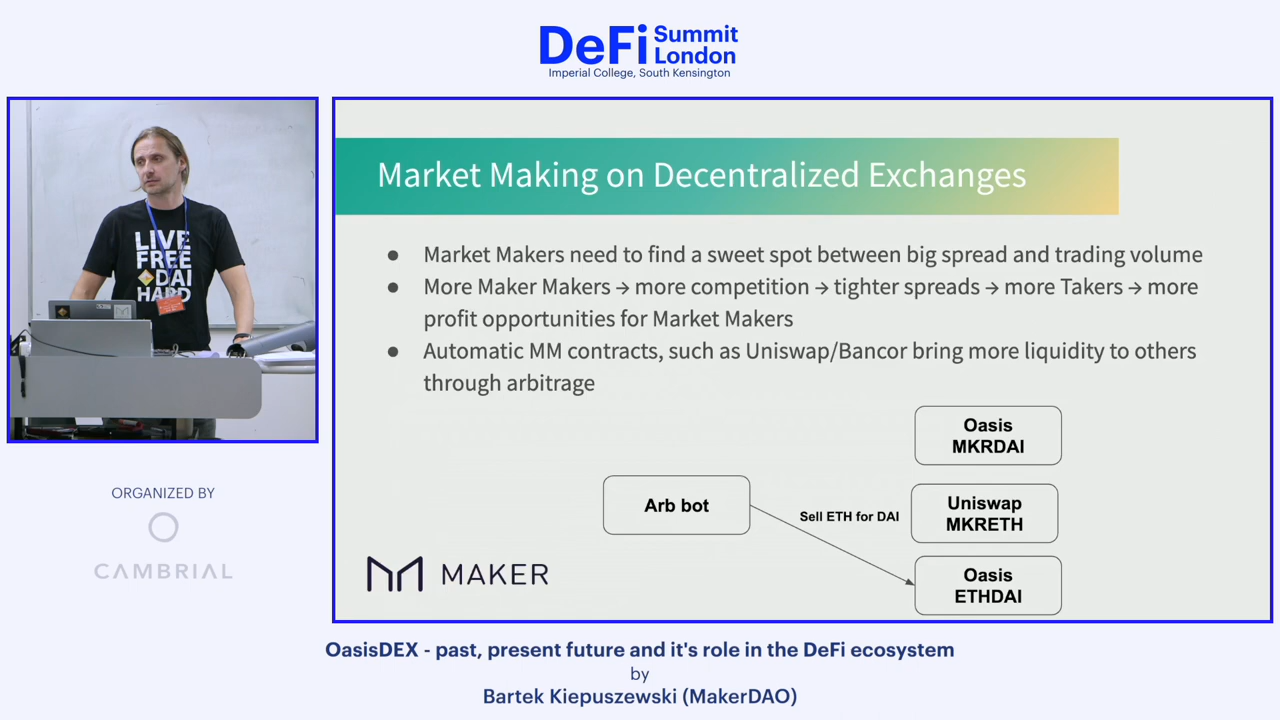 DeFi Summit London
Imperial College, South Kensington
LIVE
FREE
DAI
HARD
ORGANIZED BY
CAMBRIAL
Market Making on Decentralized Exchanges
● Market Makers need to find a sweet spot between big spread and trading volume
● More Maker Makers → more competition → tighter spreads → more Takers → more
profit opportunities for Market Makers
● Automatic MM contracts, such as Uniswap/Bancor bring more liquidity to others
through arbitrage
Oasis
MKRDAI
Arb bot
Sell ETH for DAI
Uniswap
MKRETH
Oasis
ETHDAI
MAKER
OasisDEX - past, present future and it's role in the DeFi ecosystem
by
Bartek Kiepuszewski (MakerDAO)